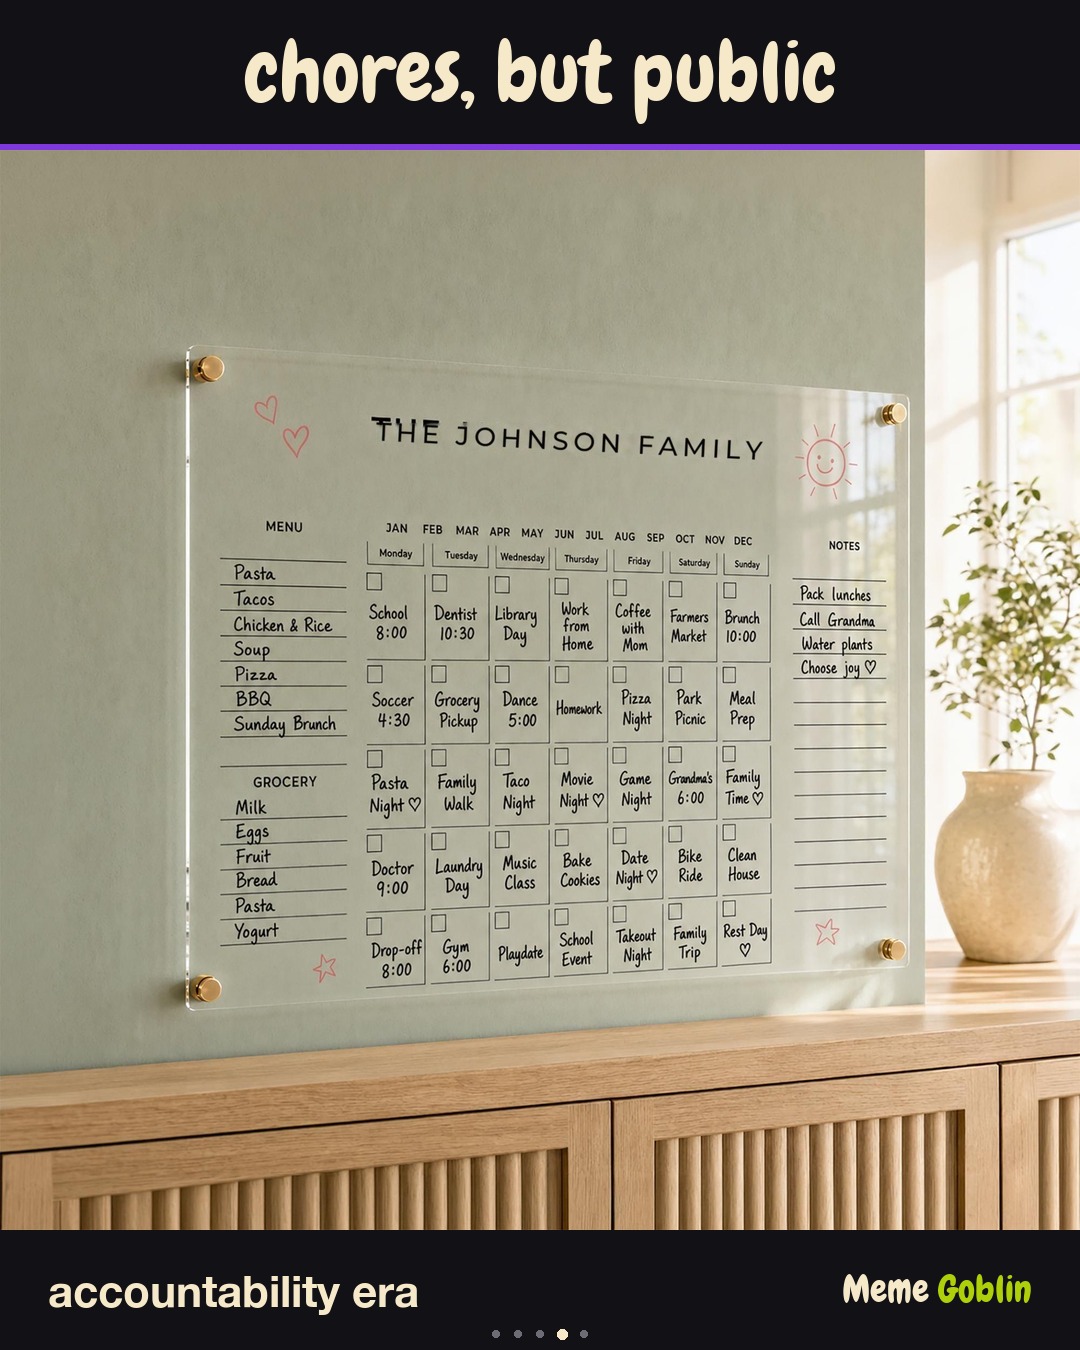 chores, but public
THE JOHNSON FAMILY
MENU
Pasta
Tacos
Chicken & Rice
Soup
Pizza
BBQ
Sunday Brunch
GROCERY
Milk
Eggs
Fruit
Bread
Pasta
Yogurt
JAN FEB MAR APR MAY JUN JUL AUG SEP OCT NOV DEC
Monday Tuesday Wednesday Thursday Friday Saturday Sunday
School
8:00
Dentist
10:30
Library
Day
Work
from
Home
Coffee
with
Mom
Farmers
Market
Brunch
10:00
Soccer
4:30
Grocery
Pickup
Dance
5:00
Homework
Pizza
Night
Park
Picnic
Meal
Prep
Pasta
Night ♡
Family
Walk
Taco
Night
Movie
Night ♡
Game
Night
Grandma's
6:00
Family
Time ♡
Doctor
9:00
Laundry
Day
Music
Class
Bake
Cookies
Date
Night ♡
Bike
Ride
Clean
House
Drop-off
8:00
Gym
6:00
Playdate
School
Event
Takeout
Night
Family
Trip
Rest Day
♡
NOTES
Pack lunches
Call Grandma
Water plants
Choose joy ♡
accountability era
Meme Goblin